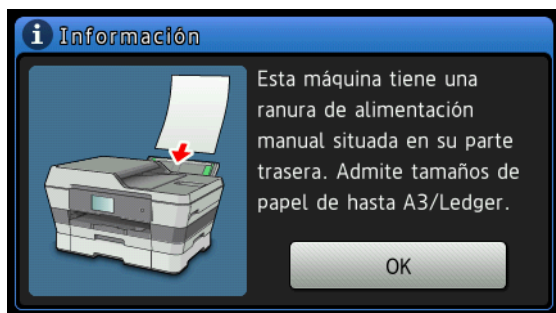 Información
Esta máquina tiene una
ranura de alimentación
manual situada en su parte
trasera. Admite tamaños de
papel de hasta A3/Ledger.
OK